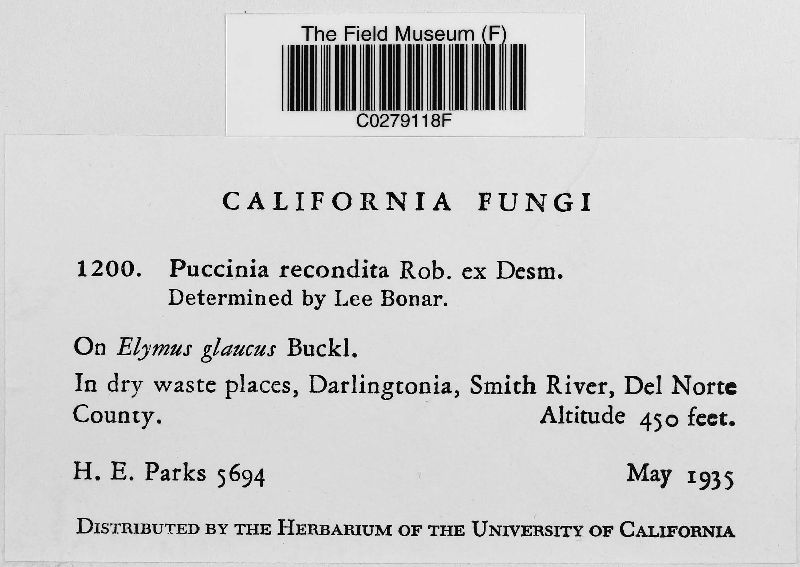 The Field Museum (F)
C0279118F
CALIFORNIA FUNGI
1200. Puccinia recondita Rob. ex Desm.
Determined by Lee Bonar.
On Elymus glaucus Buckl.
In dry waste places, Darlingtonia, Smith River, Del Norte
County. Altitude 450 feet.
H. E. Parks 5694 May 1935
DISTRIBUTED BY THE HERBARIUM OF THE UNIVERSITY OF CALIFORNIA